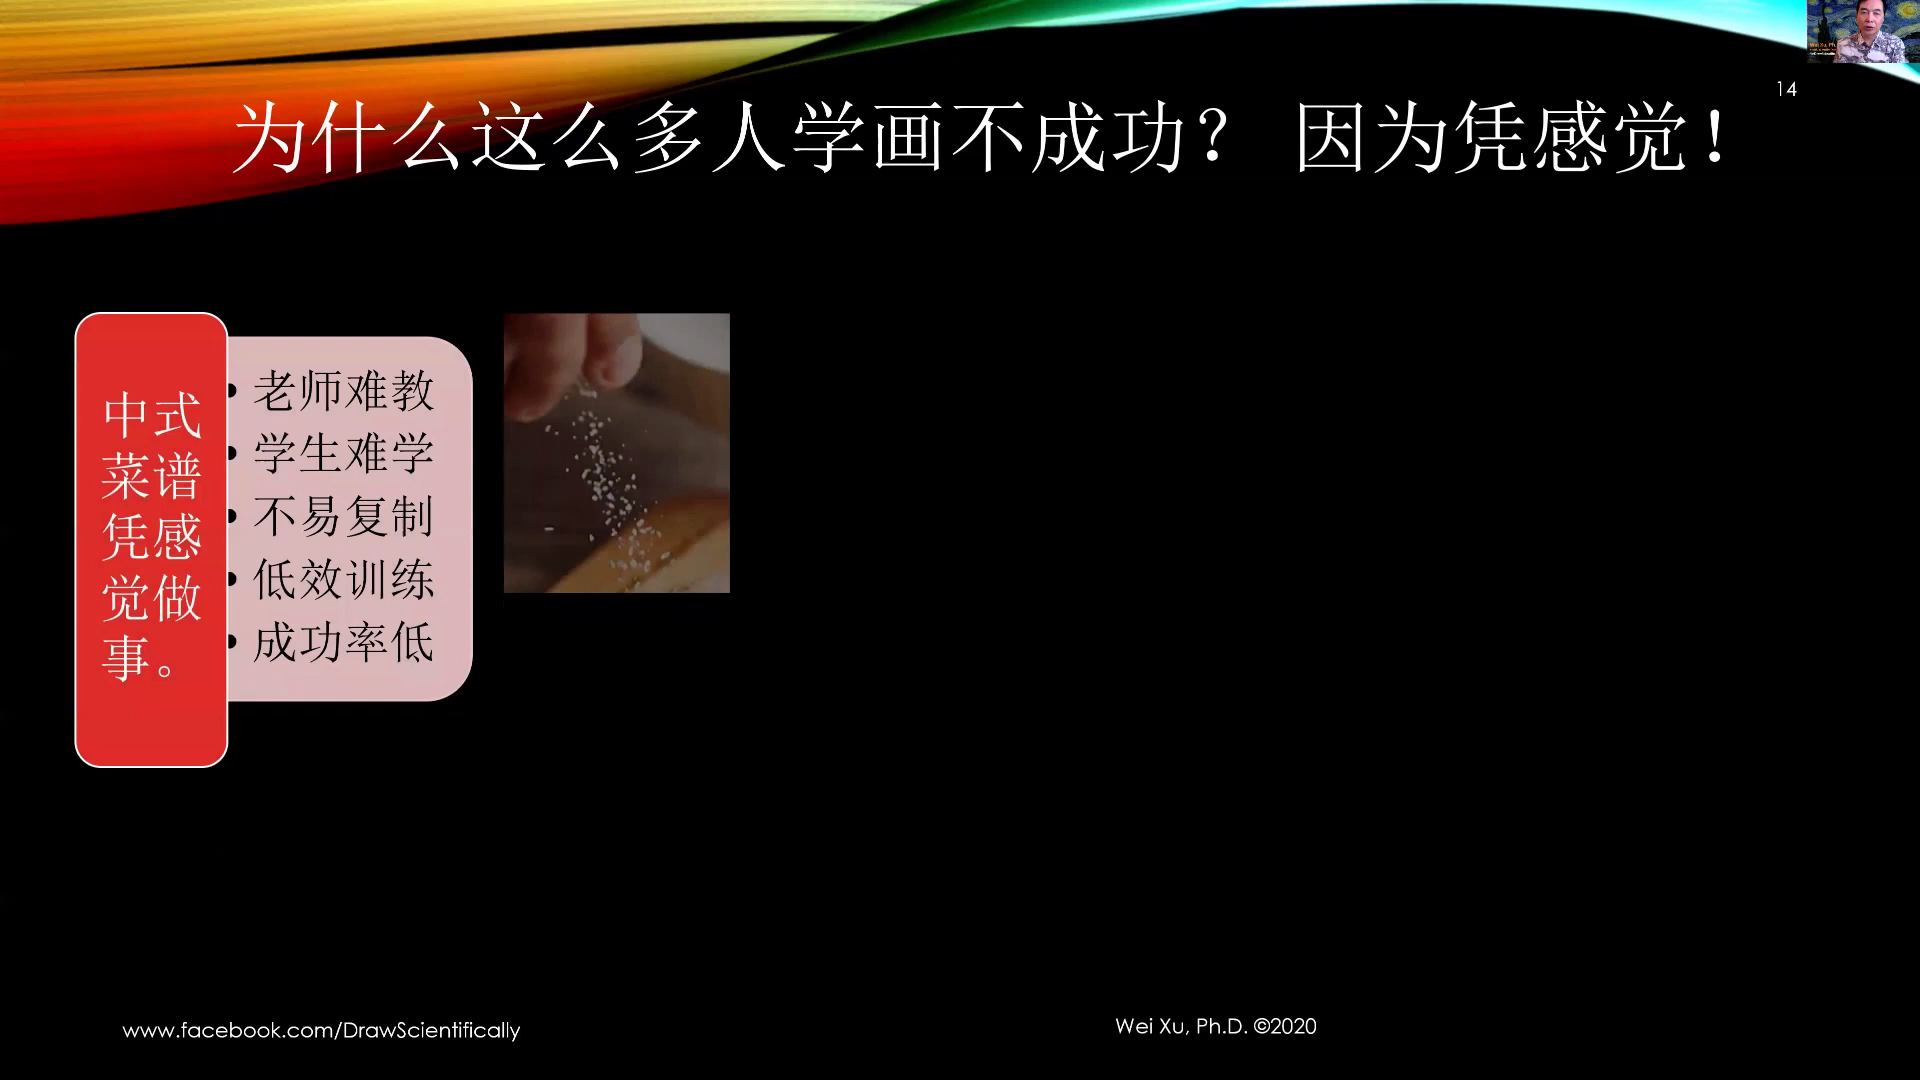 14
为什么这么多人学画不成功？ 因为凭感觉！
中式
菜谱
凭感
觉做
事。
• 老师难教
• 学生难学
• 不易复制
• 低效训练
• 成功率低
www.facebook.com/DrawScientifically
Wei Xu, Ph.D. ©2020